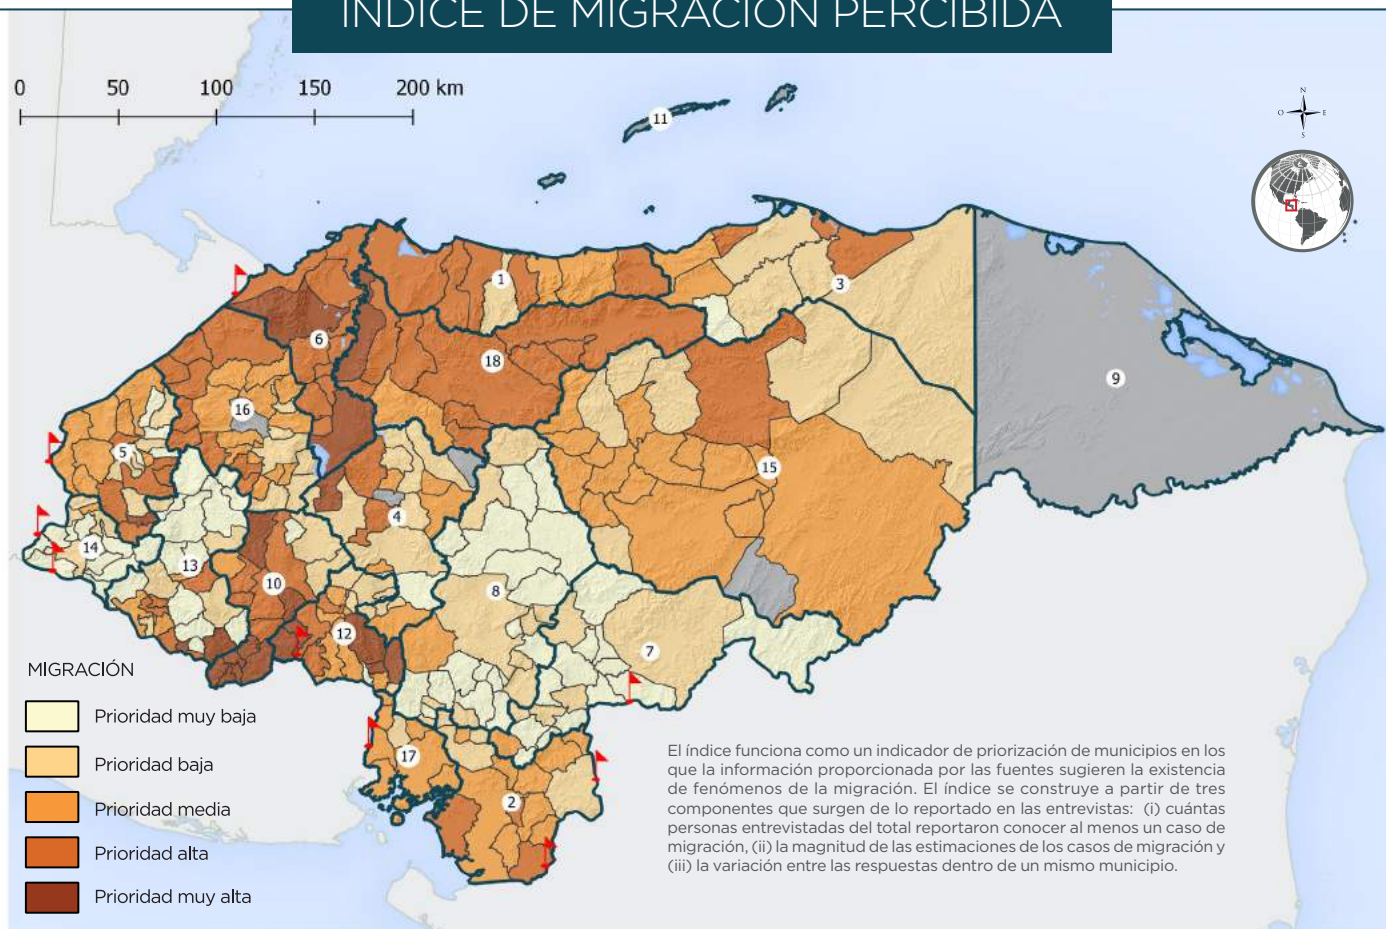 ÍNDICE DE MIGRACIÓN PERCIBIDA
0 50 100 150 200 km
N
O E
S
11
1
3
6
18
9
16
5
15
4
14
13
10
8
12
7
17
2
MIGRACIÓN
Prioridad muy baja
Prioridad baja
Prioridad media
Prioridad alta
Prioridad muy alta
El índice funciona como un indicador de priorización de municipios en los
que la información proporcionada por las fuentes sugieren la existencia
de fenómenos de la migración. El índice se construye a partir de tres
componentes que surgen de lo reportado en las entrevistas: (i) cuántas
personas entrevistadas del total reportaron conocer al menos un caso de
migración, (ii) la magnitud de las estimaciones de los casos de migración y
(iii) la variación entre las respuestas dentro de un mismo municipio.